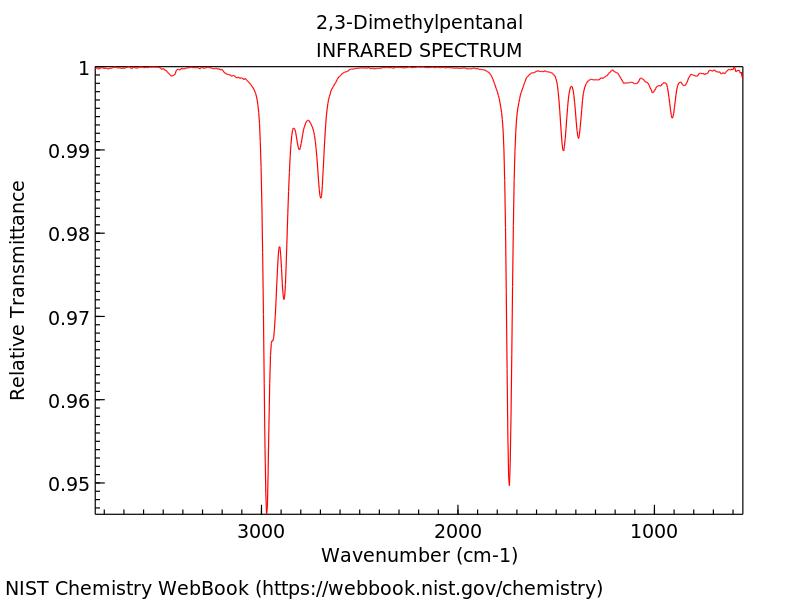 2,3-Dimethylpentanal
INFRARED SPECTRUM
1
0.99
0.98
0.97
0.96
0.95
Relative Transmittance
3000 2000 1000
Wavenumber (cm-1)
NIST Chemistry WebBook (https://webbook.nist.gov/chemistry)